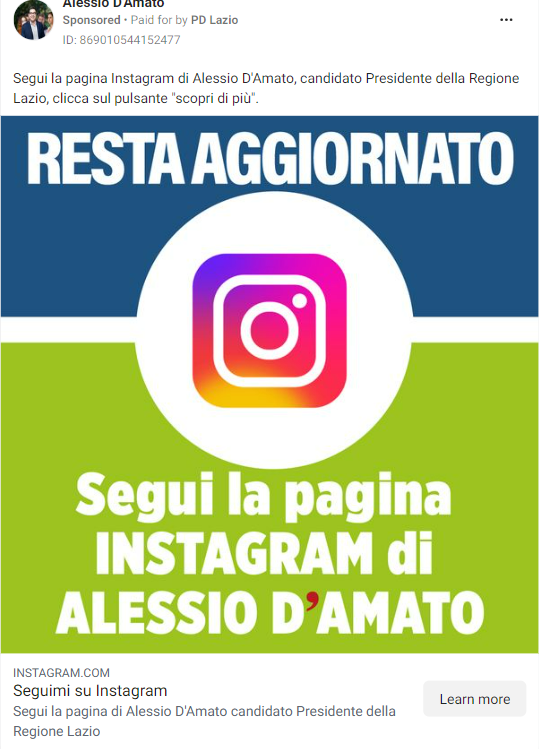 Alessio D'Amato
Sponsored • Paid for by PD Lazio
ID: 869010544152477
Segui la pagina Instagram di Alessio D'Amato, candidato Presidente della Regione
Lazio, clicca sul pulsante "scopri di più".
RESTA AGGIORNATO
Segui la pagina
INSTAGRAM di
ALESSIO D'AMATO
INSTAGRAM.COM
Seguimi su Instagram
Segui la pagina di Alessio D'Amato candidato Presidente della
Regione Lazio
Learn more